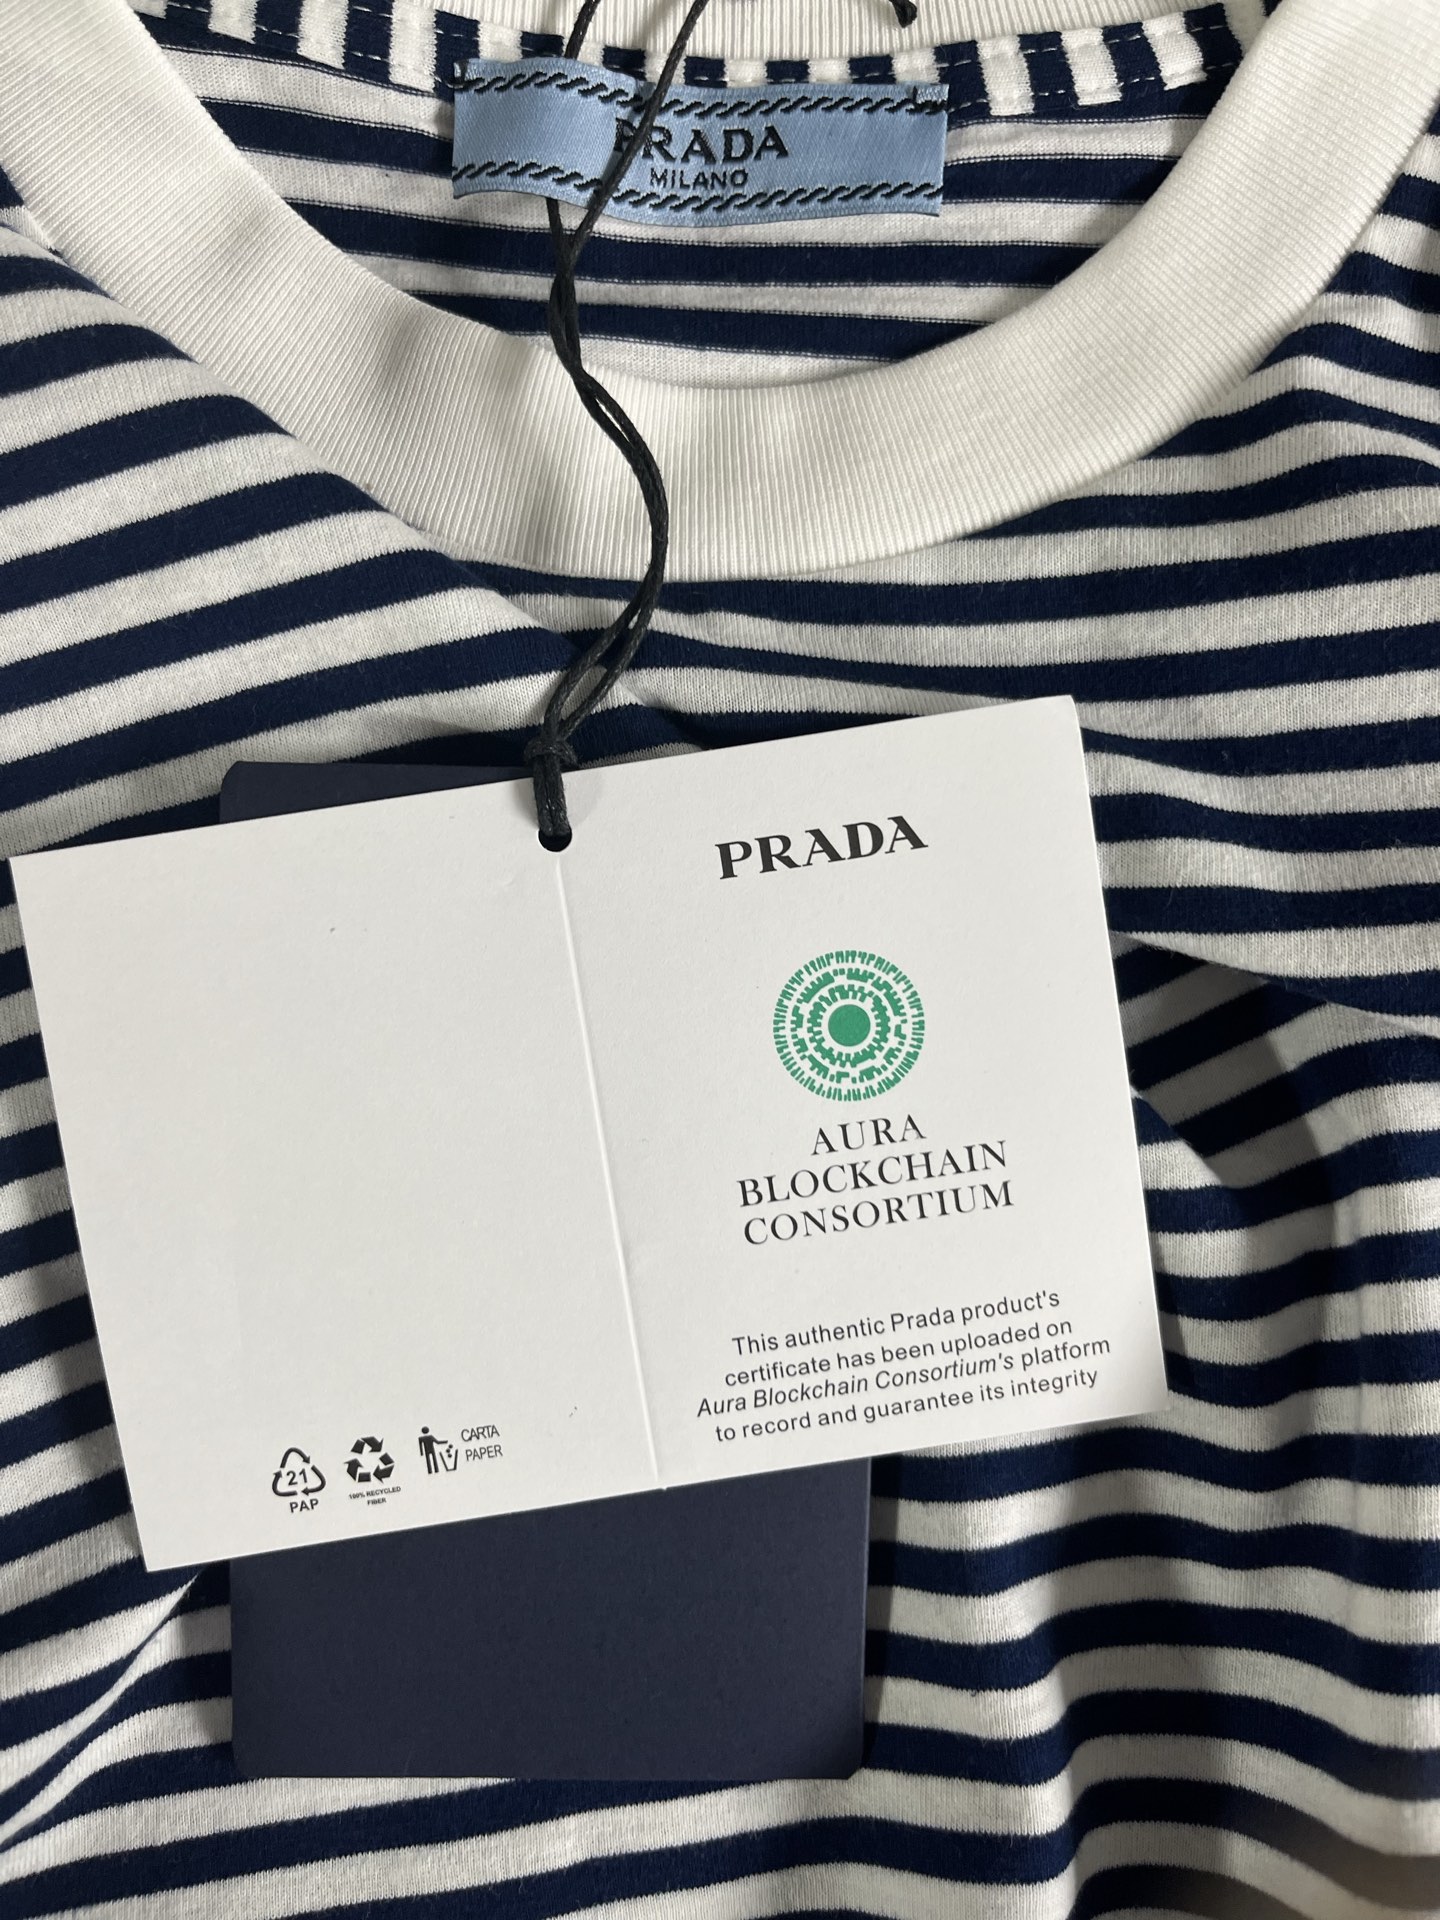 PRADA
MILANO
PRADA
AURA
BLOCKCHAIN
CONSORTIUM
This authentic Prada product's
certificate has been uploaded on
Aura Blockchain Consortium's platform
to record and guarantee its integrity
21
PAP
100% RECYCLED
FIBER
CARTA
PAPER